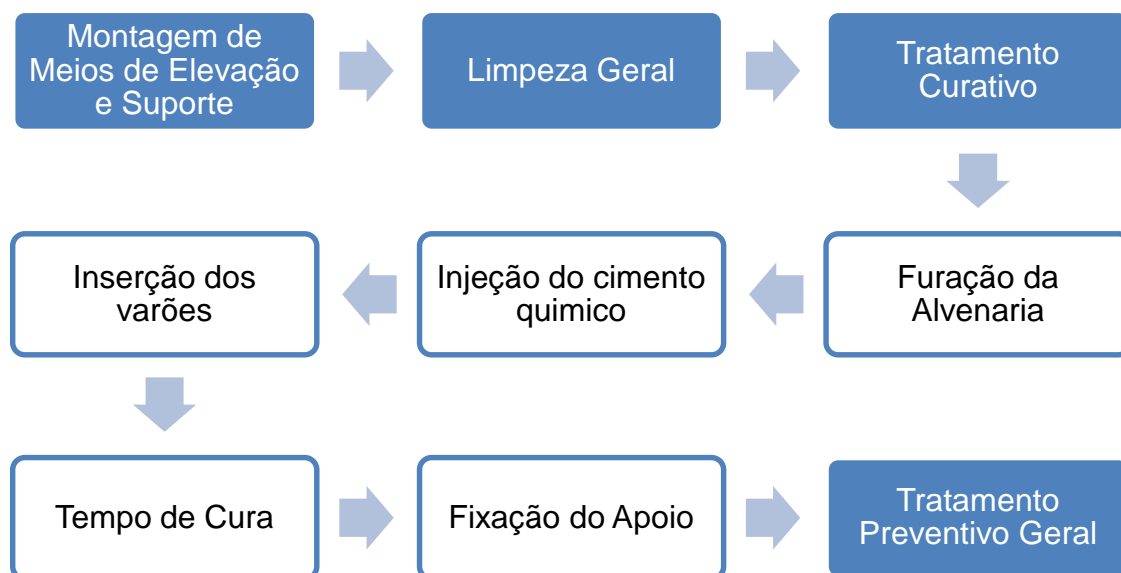 Montagem de
Meios de Elevação
e Suporte
Limpeza Geral
Tratamento
Curativo
Furação da
Alvenaria
Injeção do cimento
quimico
Inserção dos
varões
Tempo de Cura
Fixação do Apoio
Tratamento
Preventivo Geral